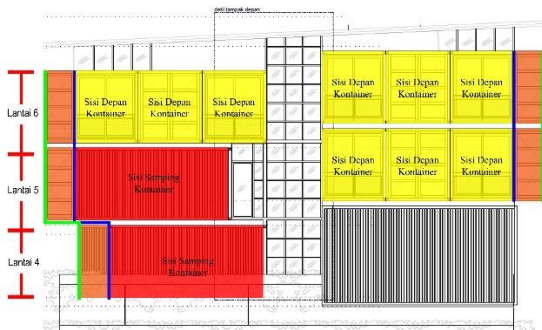 detil tampak depan
Lantai 6
Sisi Depan
Kontainer
Sisi Depan
Kontainer
Sisi Depan
Kontainer
Sisi Depan
Kontainer
Sisi Depan
Kontainer
Sisi Depan
Kontainer
Lantai 5
Sisi Samping
Kontainer
Sisi Depan
Kontainer
Sisi Depan
Kontainer
Sisi Depan
Kontainer
Lantai 4
Sisi Samping
Kontainer